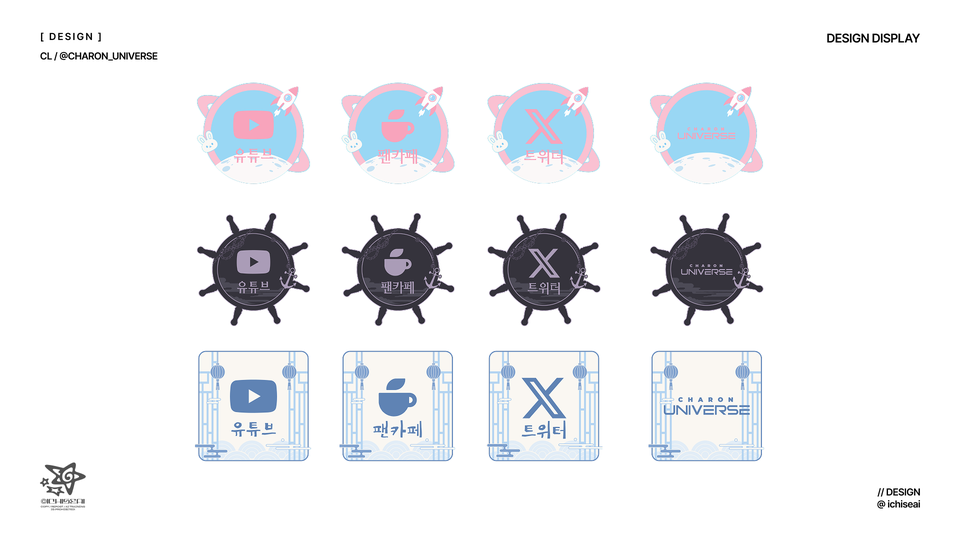 [ DESIGN ]
CL / @CHARON_UNIVERSE
DESIGN DISPLAY
유튜브
팬카페
트위터
CHARON
UNIVERSE
유튜브
팬카페
트위터
CHARON
UNIVERSE
유튜브
팬카페
트위터
CHARON
UNIVERSE
// DESIGN
@ ichiseai